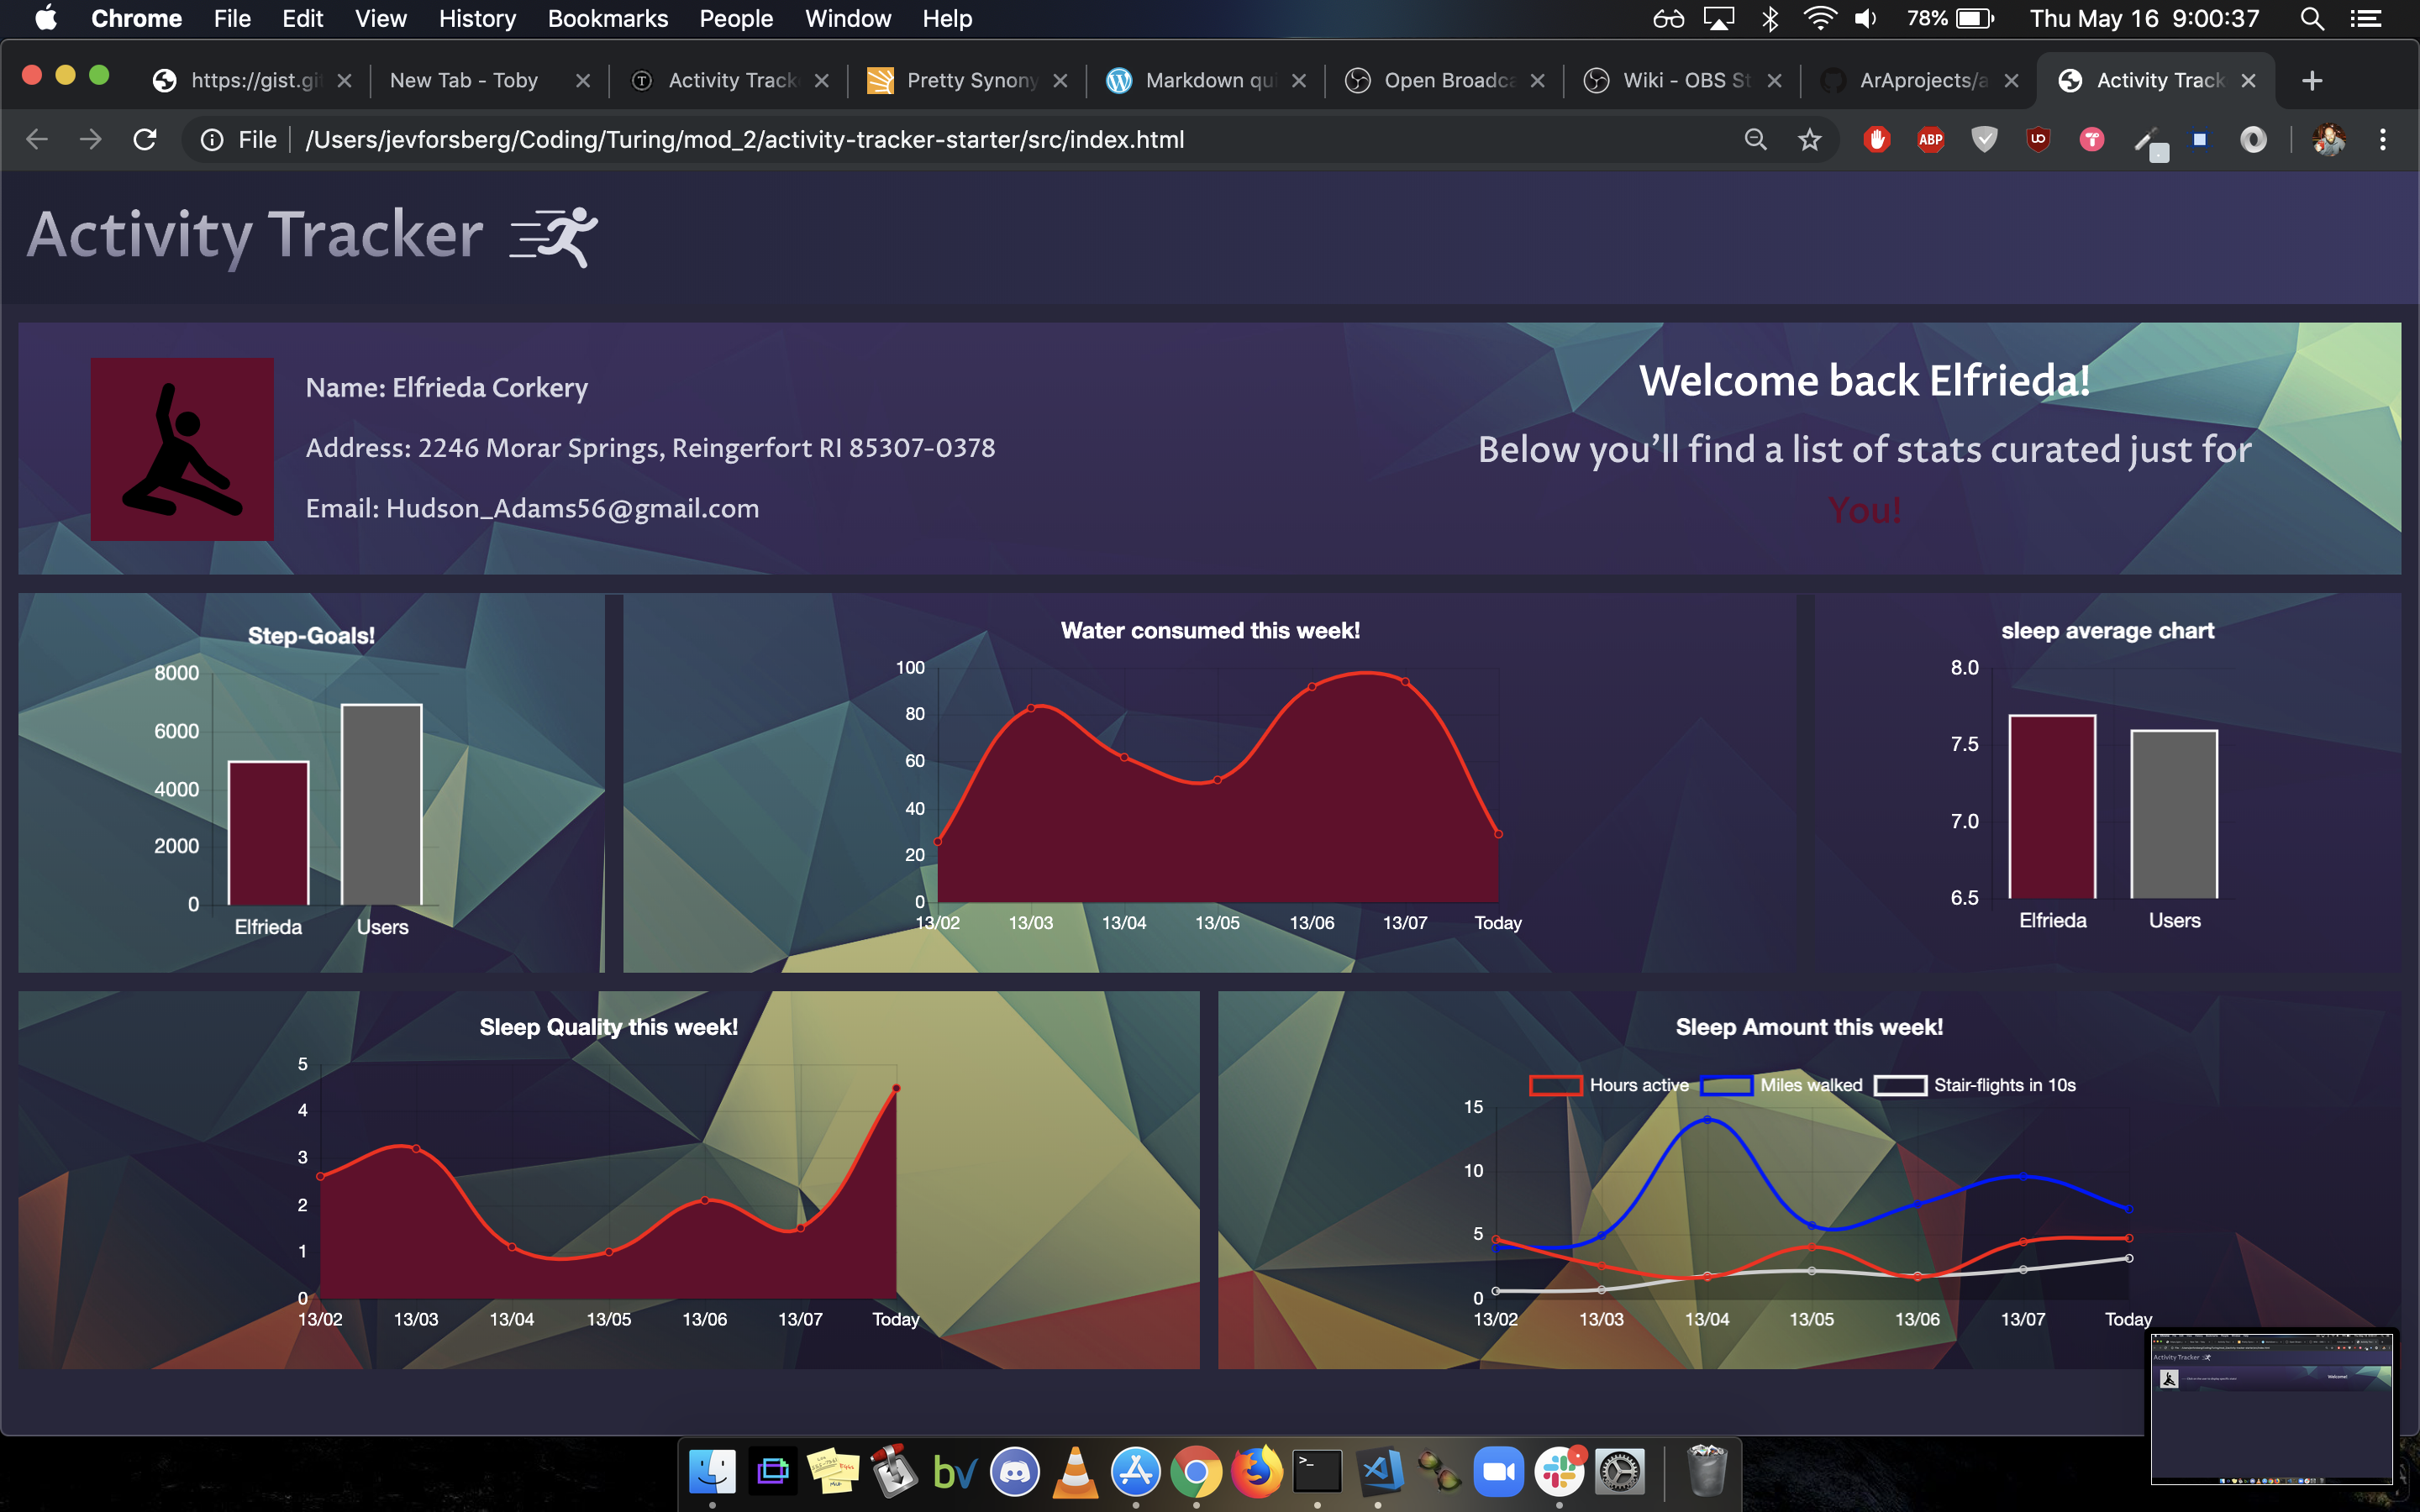 Chrome File Edit View History Bookmarks People Window Help 78% Thu May 16 9:00:37
https://gist.gi New Tab - Toby Activity Track Pretty Synony Markdown qui Open Broadca Wiki - OBS St ArAprojects/a Activity Track
File /Users/jevforsberg/Coding/Turing/mod_2/activity-tracker-starter/src/index.html ABP
Activity Tracker
Name: Elfrieda Corkery
Address: 2246 Morar Springs, Reingerfort RI 85307-0378
Email: Hudson_Adams56@gmail.com
Welcome back Elfrieda!
Below you'll find a list of stats curated just for
You!
Step-Goals!
8000
6000
4000
2000
0
Elfrieda Users
Water consumed this week!
100
80
60
40
20
0
13/02 13/03 13/04 13/05 13/06 13/07 Today
sleep average chart
8.0
7.5
7.0
6.5
Elfrieda Users
Sleep Quality this week!
5
4
3
2
1
0
13/02 13/03 13/04 13/05 13/06 13/07 Today
Sleep Amount this week!
Hours active Miles walked Stair-flights in 10s
15
10
5
0
13/02 13/03 13/04 13/05 13/06 13/07 Today
Activity Tracker
Welcome!
bv